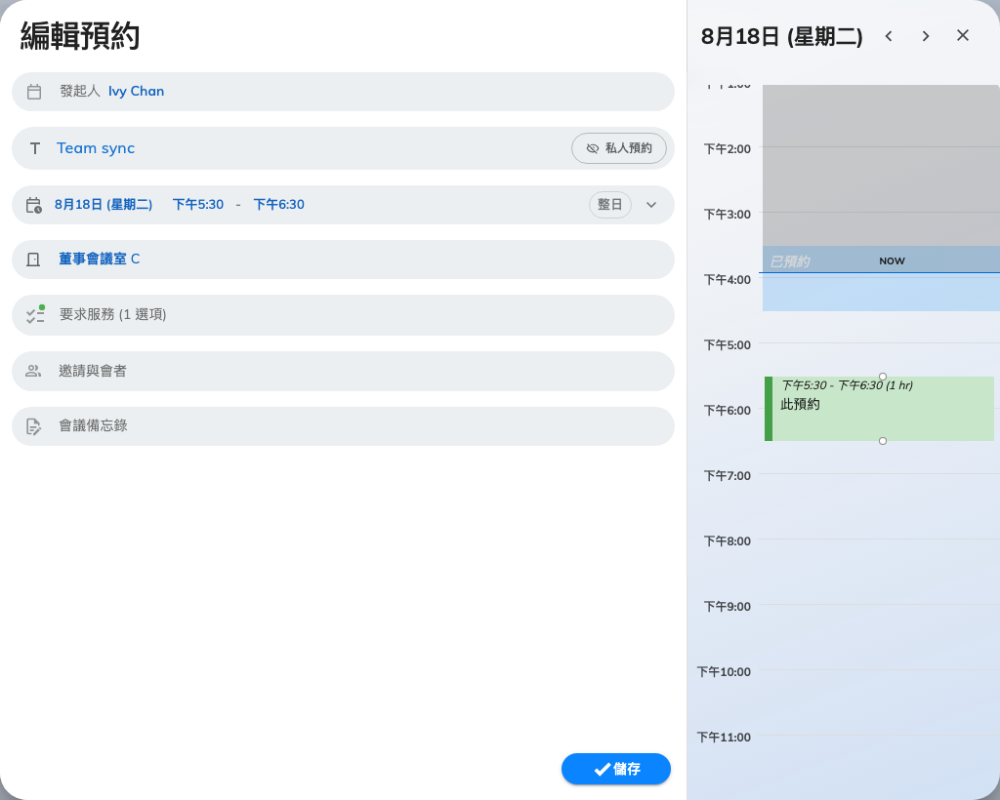 編輯預約
發起人 Ivy Chan
Team sync
私人預約
8月18日 (星期二) 下午5:30 - 下午6:30
整日
董事會議室 C
要求服務 (1 選項)
邀請與會者
會議備忘錄
儲存
8月18日 (星期二)
下午1:00
下午2:00
下午3:00
已預約
NOW
下午4:00
下午5:00
下午5:30 - 下午6:30 (1 hr)
此預約
下午6:00
下午7:00
下午8:00
下午9:00
下午10:00
下午11:00